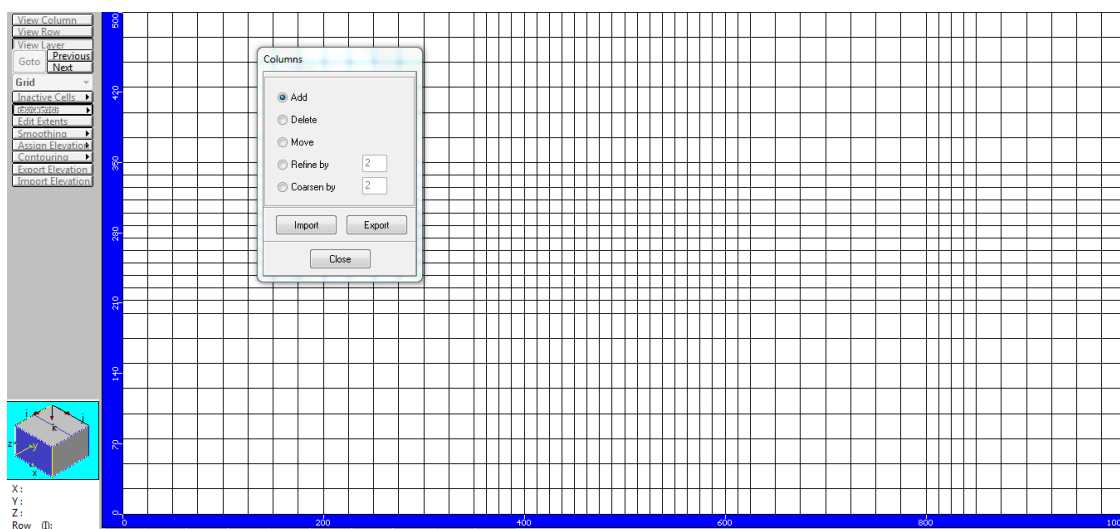 View Column
View Row
View Layer
Goto
Previous
Next
Grid
Inactive Cells
Edit Extents
Smoothing
Assign Elevation
Contouring
Export Elevation
Import Elevation
500
420
350
280
210
140
70
0
Columns
Add
Delete
Move
Refine by 2
Coarsen by 2
Import Export
Close
i
j
k
z
y
x
X :
Y :
Z :
Row (I):
0 200 400 600 800